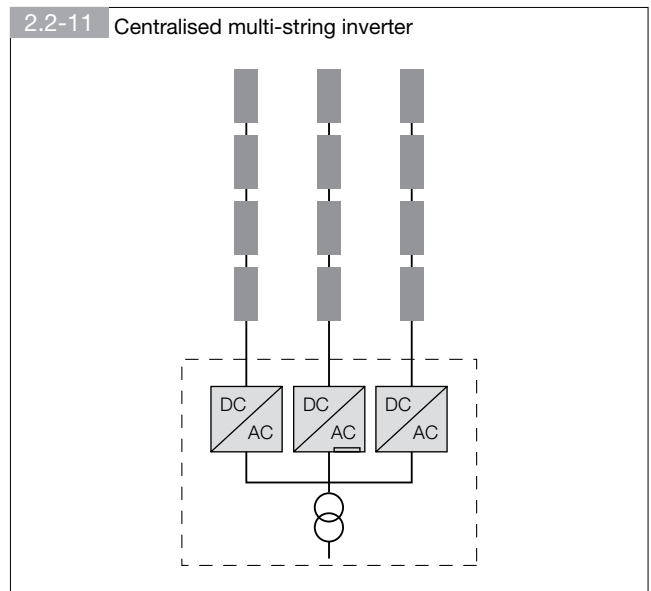 2.2-11 Centralised multi-string inverter
DC DC DC
AC AC AC